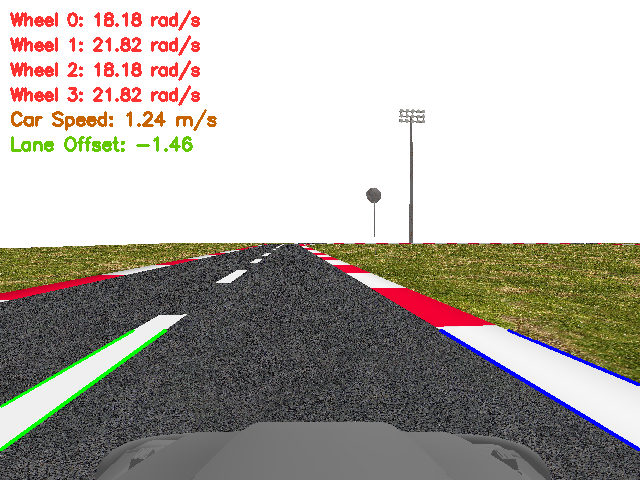 Wheel 0: 18.18 rad/s
Wheel 1: 21.82 rad/s
Wheel 2: 18.18 rad/s
Wheel 3: 21.82 rad/s
Car Speed: 1.24 m/s
Lane Offset: -1.46